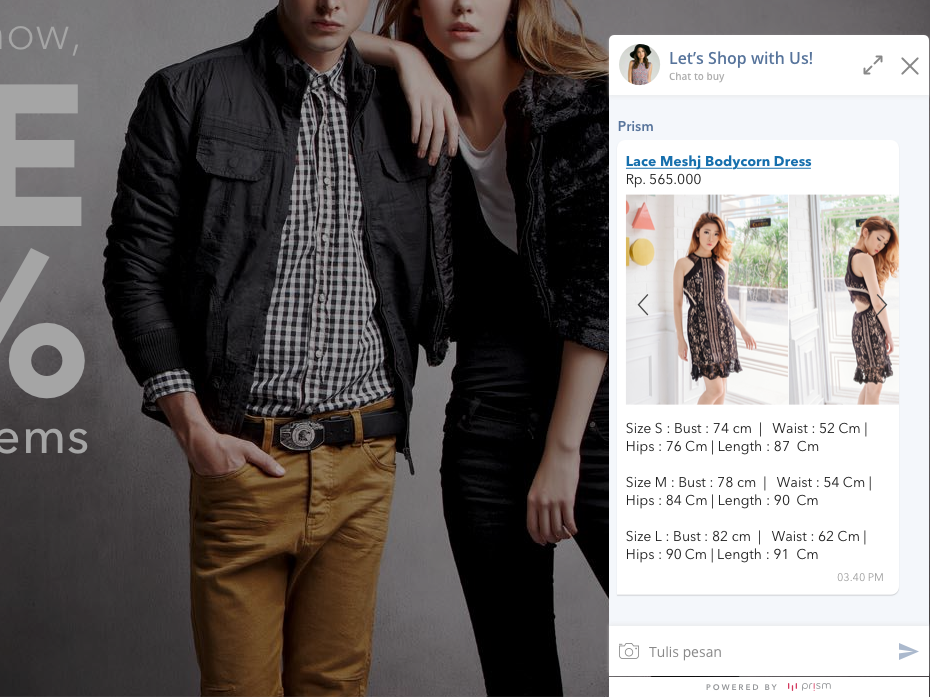 now,
E
%
ems
Let's Shop with Us!
Chat to buy
Prism
Lace Meshj Bodycorn Dress
Rp. 565.000
Size S : Bust : 74 cm | Waist : 52 Cm |
Hips : 76 Cm | Length : 87 Cm
Size M : Bust : 78 cm | Waist : 54 Cm |
Hips : 84 Cm | Length : 90 Cm
Size L : Bust : 82 cm | Waist : 62 Cm |
Hips : 90 Cm | Length : 91 Cm
03.40 PM
Tulis pesan
POWERED BY prism